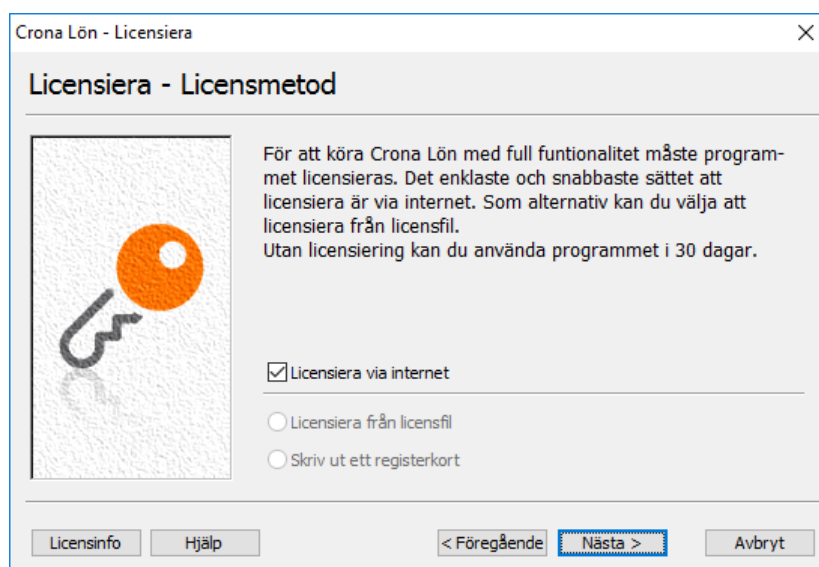 Crona Lön - Licensiera
Licensiera - Licensmetod
För att köra Crona Lön med full funtionalitet måste program-
met licensieras. Det enklaste och snabbaste sättet att
licensiera är via internet. Som alternativ kan du välja att
licensiera från licensfil.
Utan licensiering kan du använda programmet i 30 dagar.
Licensiera via internet
Licensiera från licensfil
Skriv ut ett registerkort
Licensinfo Hjälp < Föregående Nästa > Avbryt